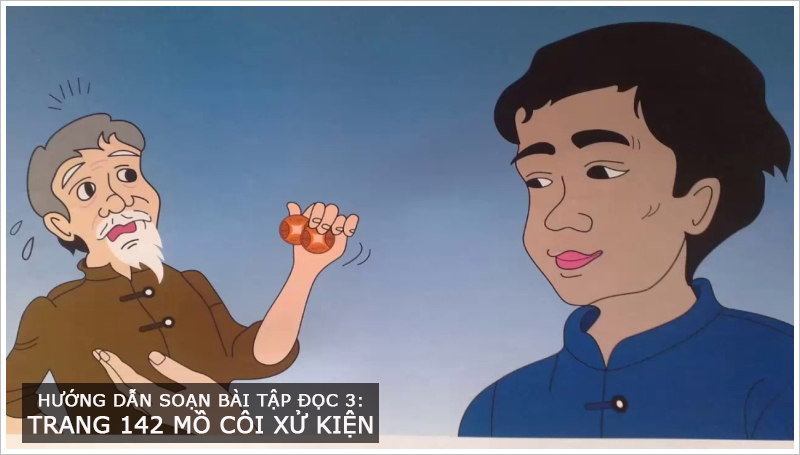 HƯỚNG DẪN SOẠN BÀI TẬP ĐỌC 3:
TRANG 142 MỒ CÔI XỬ KIỆN